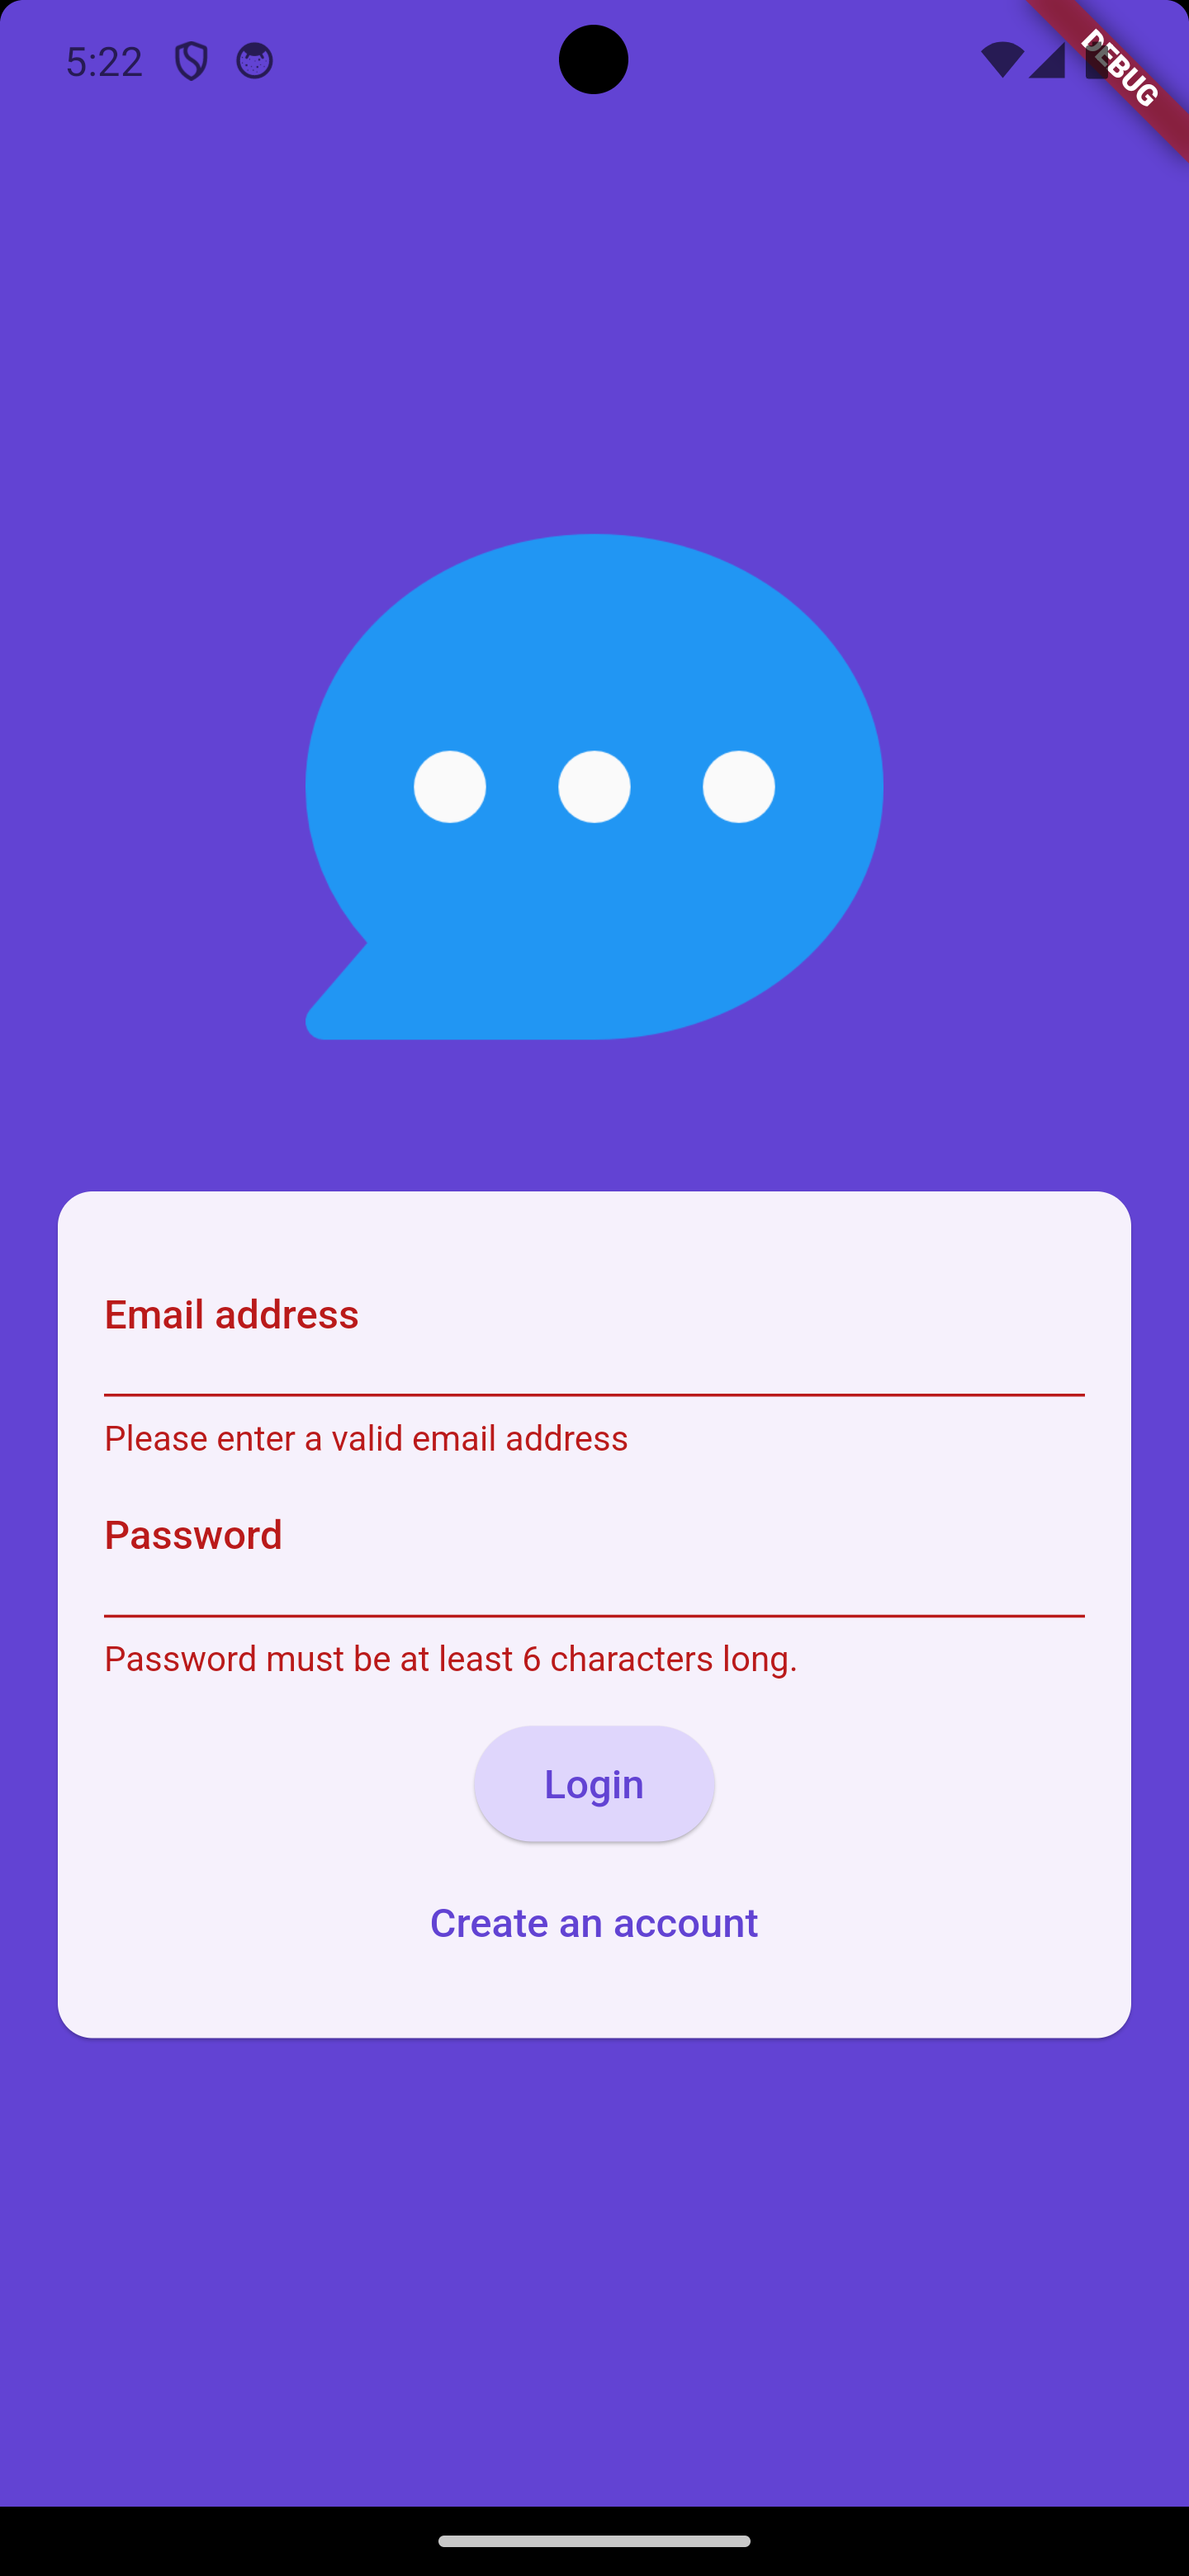 5:22
DEBUG
Email address
Please enter a valid email address
Password
Password must be at least 6 characters long.
Login
Create an account